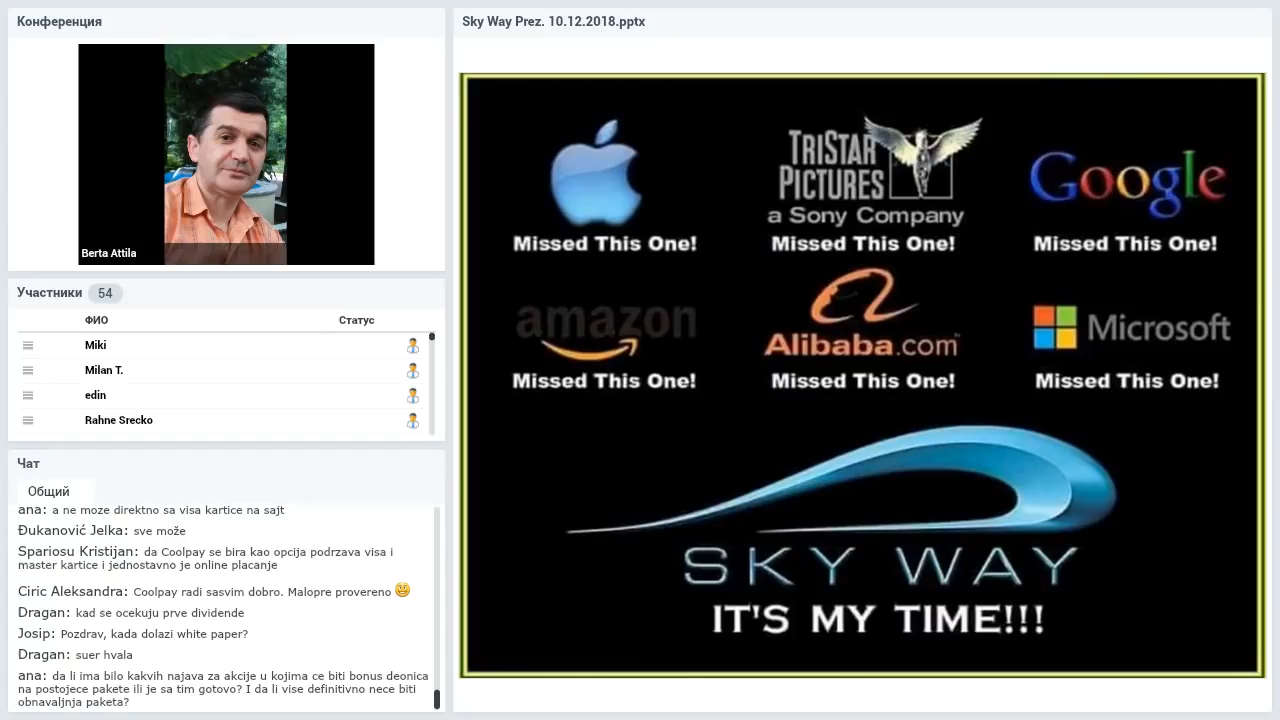 Конференция
Berta Attila
Участники 54
ФИО Статус
Miki
Milan T.
edin
Rahne Srecko
Чат
Общий
ana: a ne moze direktno sa visa kartice na sajt
Đukanović Jelka: sve može
Spariosu Kristijan: da Coolpay se bira kao opcija podrzava visa i
master kartice i jednostavno je online placanje
Ciric Aleksandra: Coolpay radi sasvim dobro. Malopre provereno
Dragan: kad se ocekuju prve dividende
Josip: Pozdrav, kada dolazi white paper?
Dragan: suer hvala
ana: da li ima bilo kakvih najava za akcije u kojima ce biti bonus deonica
na postojece pakete ili je sa tim gotovo? I da li vise definitivno nece biti
obnavaljnja paketa?
Sky Way Prez. 10.12.2018.pptx
TRISTAR
PICTURES
a Sony Company
Google
Missed This One! Missed This One! Missed This One!
amazon
Alibaba.com
Microsoft
Missed This One! Missed This One! Missed This One!
SKY WAY
IT'S MY TIME!!!